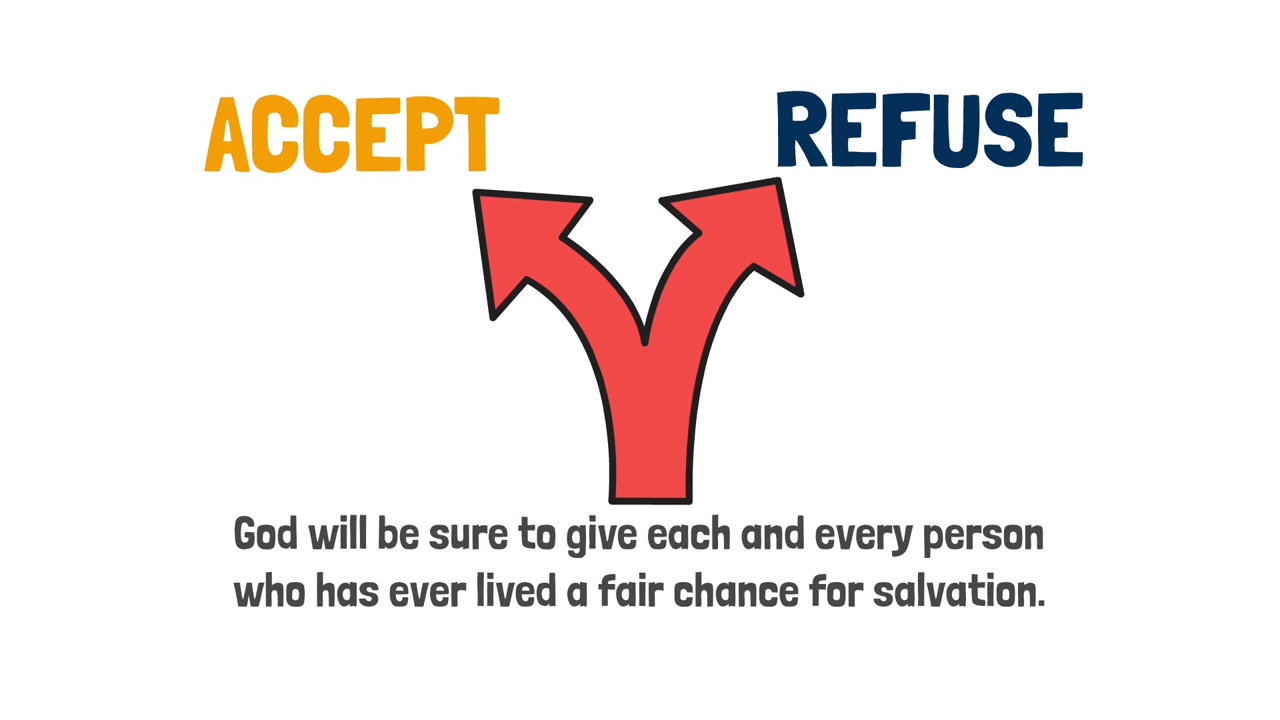 ACCEPT
REFUSE
God will be sure to give each and every person
who has ever lived a fair chance for salvation.